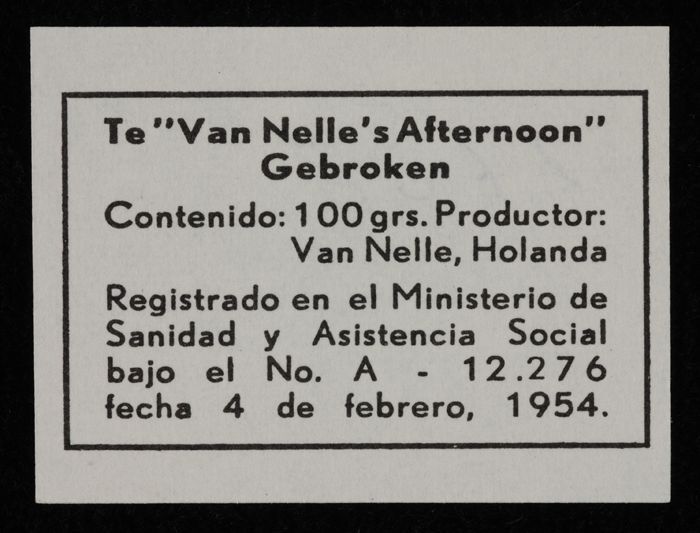 Te "Van Nelle's Afternoon"
Gebroken
Contenido: 100 grs. Productor:
Van Nelle, Holanda
Registrado en el Ministerio de
Sanidad y Asistencia Social
bajo el No. A - 12.276
fecha 4 de febrero, 1954.